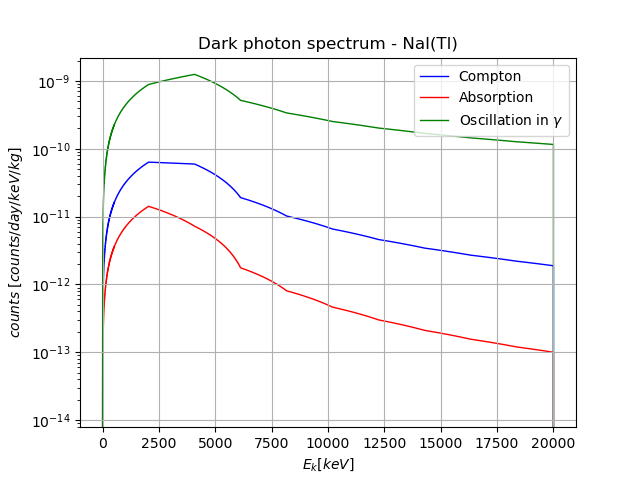 Dark photon spectrum - NaI(Tl)
Compton
Absorption
Oscillation in γ
counts [counts/day/keV/kg]
10⁻⁹
10⁻¹⁰
10⁻¹¹
10⁻¹²
10⁻¹³
10⁻¹⁴
0 2500 5000 7500 10000 12500 15000 17500 20000
E_k[keV]